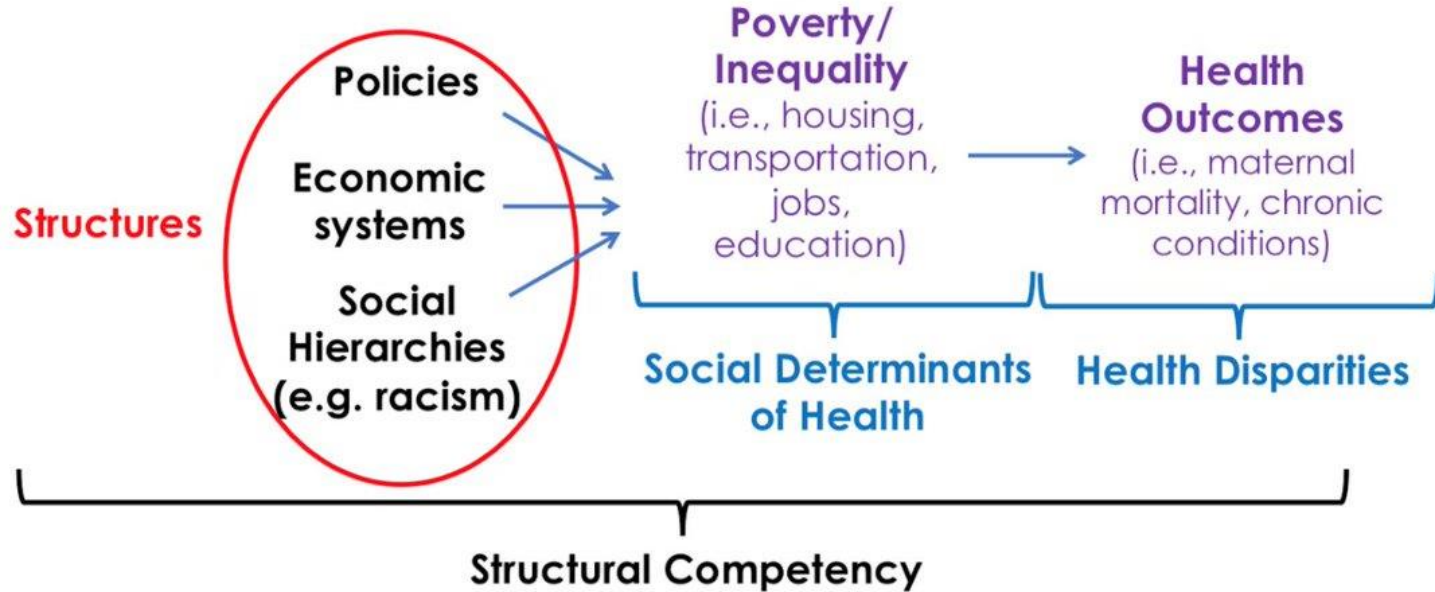 Structures
Policies
Economic
systems
Social
Hierarchies
(e.g. racism)
Poverty/
Inequality
(i.e., housing,
transportation,
jobs,
education)
Health
Outcomes
(i.e., maternal
mortality, chronic
conditions)
Social Determinants
of Health
Health Disparities
Structural Competency